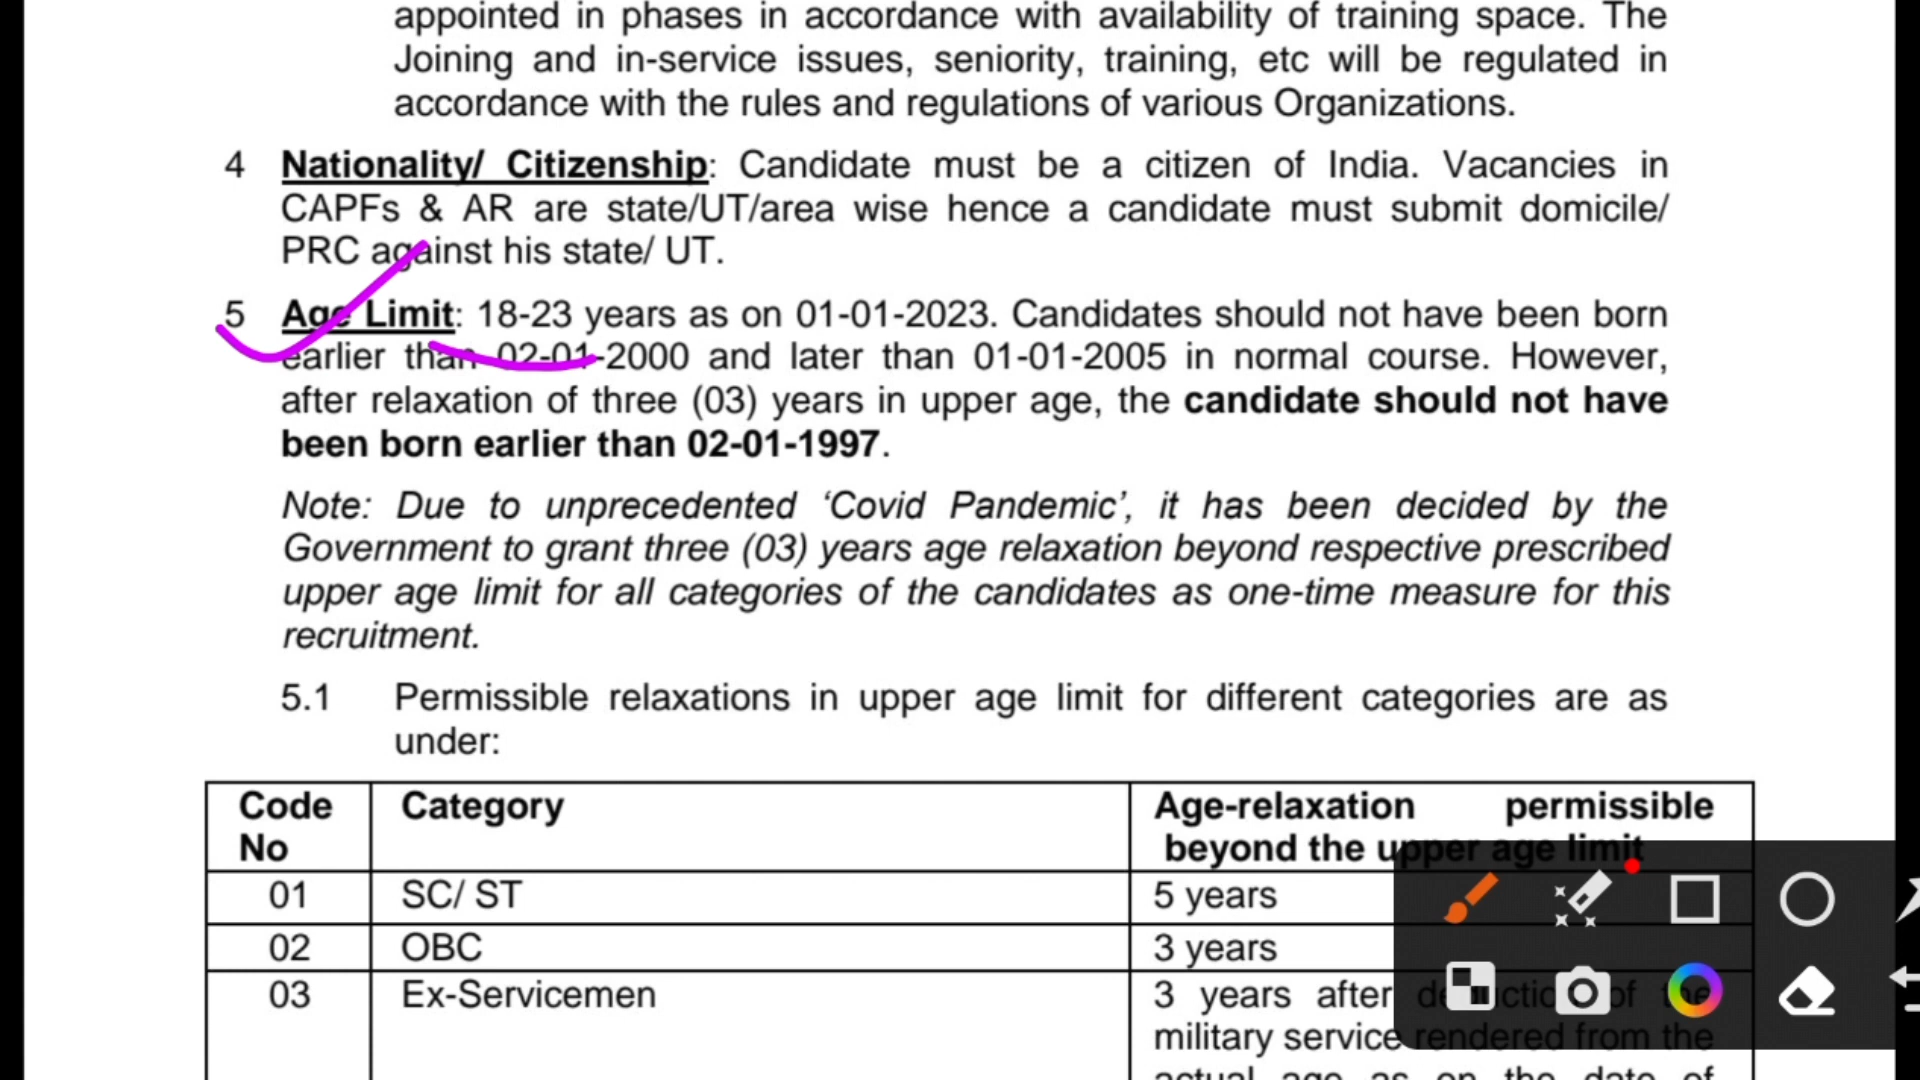 appointed in phases in accordance with availability of training space. The
Joining and in-service issues, seniority, training, etc will be regulated in
accordance with the rules and regulations of various Organizations.
4 Nationality/ Citizenship: Candidate must be a citizen of India. Vacancies in
CAPFs & AR are state/UT/area wise hence a candidate must submit domicile/
PRC against his state/ UT.
5 Age Limit: 18-23 years as on 01-01-2023. Candidates should not have been born
earlier than 02-01-2000 and later than 01-01-2005 in normal course. However,
after relaxation of three (03) years in upper age, the candidate should not have
been born earlier than 02-01-1997.
Note: Due to unprecedented ‘Covid Pandemic’, it has been decided by the
Government to grant three (03) years age relaxation beyond respective prescribed
upper age limit for all categories of the candidates as one-time measure for this
recruitment.
5.1 Permissible relaxations in upper age limit for different categories are as
under:
Code No
Category
Age-relaxation permissible
beyond the upper age limit
01 SC/ ST 5 years
02 OBC 3 years
03 Ex-Servicemen 3 years after deduction of the
military service rendered from the
actual age as on the date of